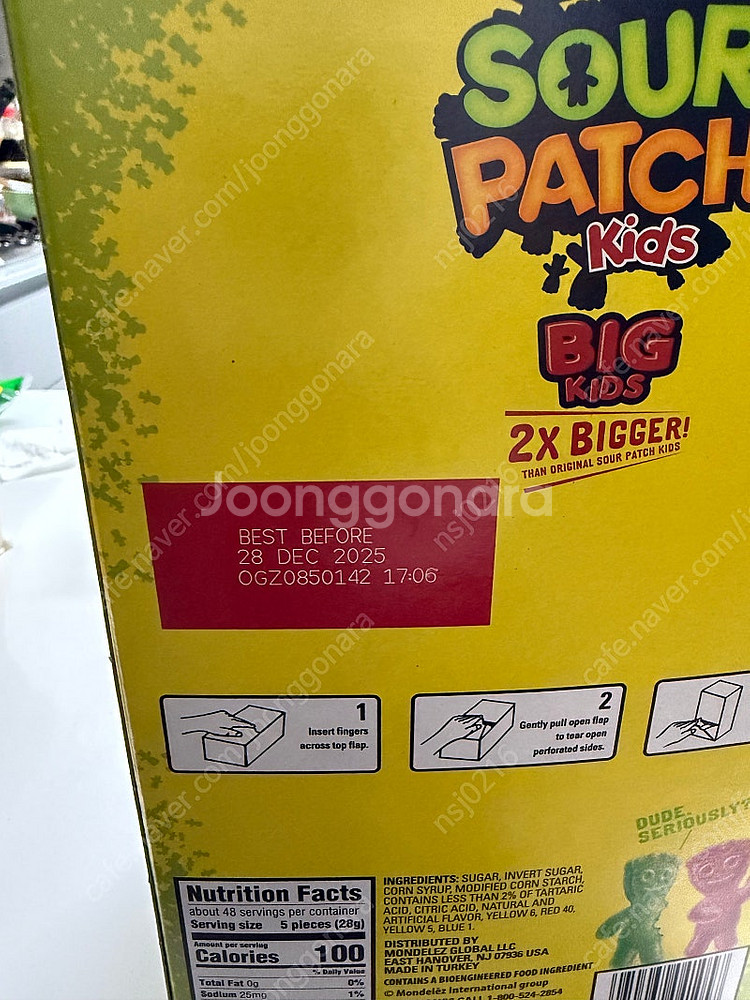 SOUR
PATCH
Kids
BIG
KIDS
2X BIGGER!
THAN ORIGINAL SOUR PATCH KIDS
Joonggonara
BEST BEFORE
28 DEC 2025
OGZ0850142 17:06
1
Insert fingers
across top flap.
2
Gently pull open flap
to tear open
perforated sides.
DUDE,
SERIOUSLY?
Nutrition Facts
about 48 servings per container
Serving size 5 pieces (28g)
Amount per serving
Calories 100
% Daily Value
Total Fat 0g 0%
Sodium 25mg 1%
INGREDIENTS: SUGAR, INVERT SUGAR,
CORN SYRUP, MODIFIED CORN STARCH,
CONTAINS LESS THAN 2% OF TARTARIC
ACID, CITRIC ACID, NATURAL AND
ARTIFICIAL FLAVOR, YELLOW 6, RED 40,
YELLOW 5, BLUE 1.
DISTRIBUTED BY
MONDELEZ GLOBAL LLC
EAST HANOVER, NJ 07936 USA
MADE IN TURKEY
CONTAINS A BIOENGINEERED FOOD INGREDIENT
© Mondelēz International group
CALL 1-800-524-2854
cafe.naver.com/joonggonara
nsj0216